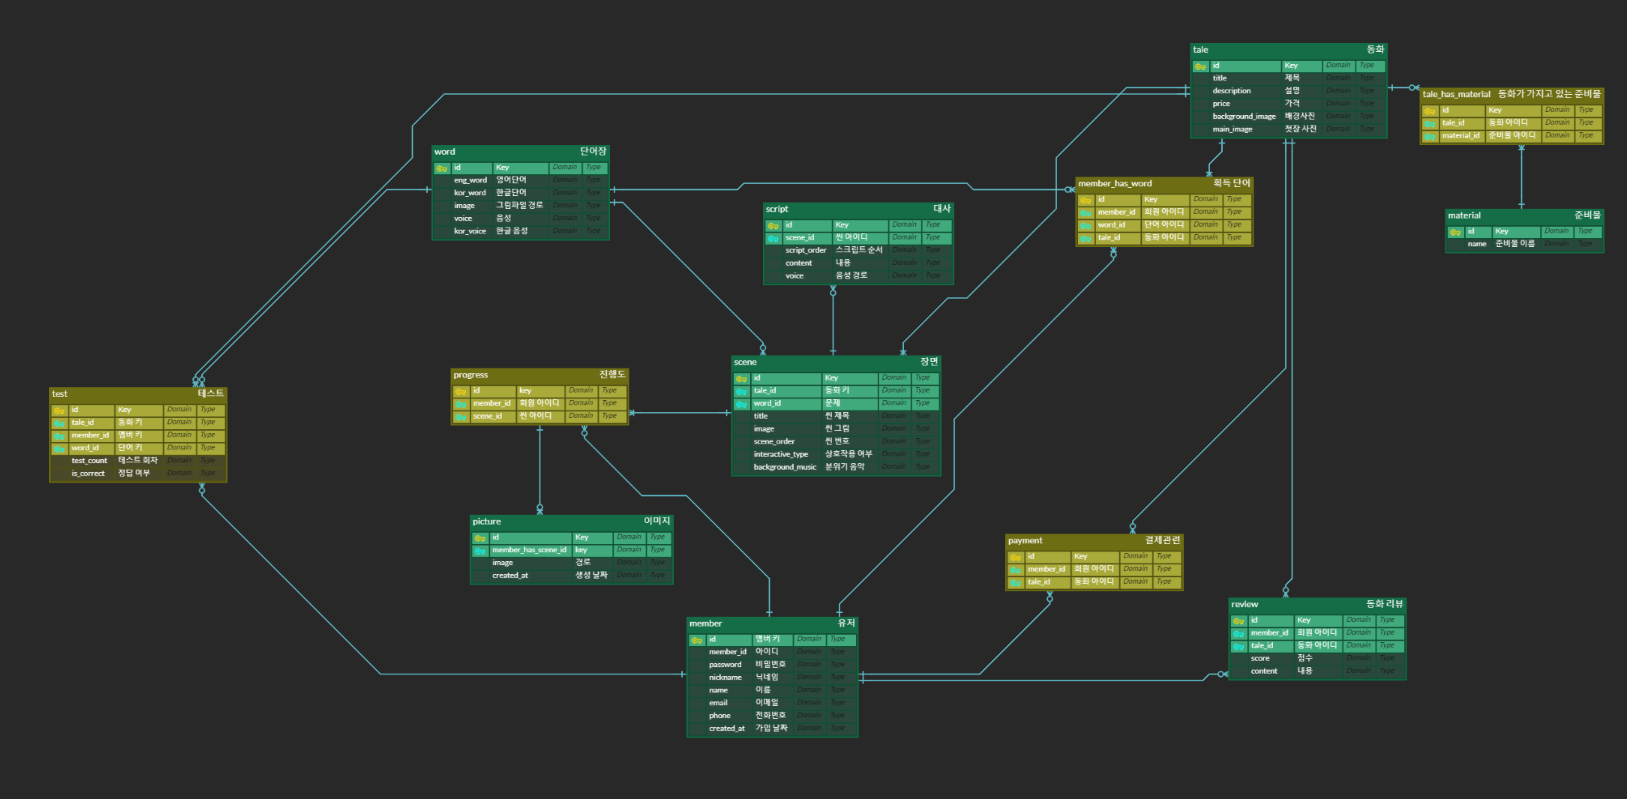 tale 동화
id Key Domain Type
title 제목 Domain Type
description 설명 Domain Type
price 가격 Domain Type
background_image 배경사진 Domain Type
main_image 첫장 사진 Domain Type
tale_has_material 동화가 가지고 있는 준비물
id Key Domain Type
tale_id 동화 아이디 Domain Type
material_id 준비물 아이디 Domain Type
word 단어장
id Key Domain Type
eng_word 영어단어 Domain Type
kor_word 한글단어 Domain Type
image 그림파일 경로 Domain Type
voice 음성 Domain Type
kor_voice 한글 음성 Domain Type
member_has_word 획득 단어
id Key Domain Type
member_id 회원 아이디 Domain Type
word_id 단어 아이디 Domain Type
tale_id 동화 아이디 Domain Type
script 대사
id Key Domain Type
scene_id 씬 아이디 Domain Type
script_order 스크립트 순서 Domain Type
content 내용 Domain Type
voice 음성 경로 Domain Type
material 준비물
id Key Domain Type
name 준비물 이름 Domain Type
scene 장면
id Key Domain Type
tale_id 동화 키 Domain Type
word_id 문제 Domain Type
title 씬 제목 Domain Type
image 씬 그림 Domain Type
scene_order 씬 번호 Domain Type
interactive_type 상호작용 여부 Domain Type
background_music 분위기 음악 Domain Type
progress 진행도
id key Domain Type
member_id 회원 아이디 Domain Type
scene_id 씬 아이디 Domain Type
test 테스트
id Key Domain Type
tale_id 동화 키 Domain Type
member_id 멤버 키 Domain Type
word_id 단어 키 Domain Type
test_count 테스트 회차 Domain Type
is_correct 정답 여부 Domain Type
picture 이미지
id Key Domain Type
member_has_scene_id key Domain Type
image 경로 Domain Type
created_at 생성 날짜 Domain Type
payment 결제관련
id Key Domain Type
member_id 회원 아이디 Domain Type
tale_id 동화 아이디 Domain Type
review 동화 리뷰
id Key Domain Type
member_id 회원 아이디 Domain Type
tale_id 동화 아이디 Domain Type
score 점수 Domain Type
content 내용 Domain Type
member 유저
id 멤버 키 Domain Type
member_id 아이디 Domain Type
password 비밀번호 Domain Type
nickname 닉네임 Domain Type
name 이름 Domain Type
email 이메일 Domain Type
phone 전화번호 Domain Type
created_at 가입 날짜 Domain Type